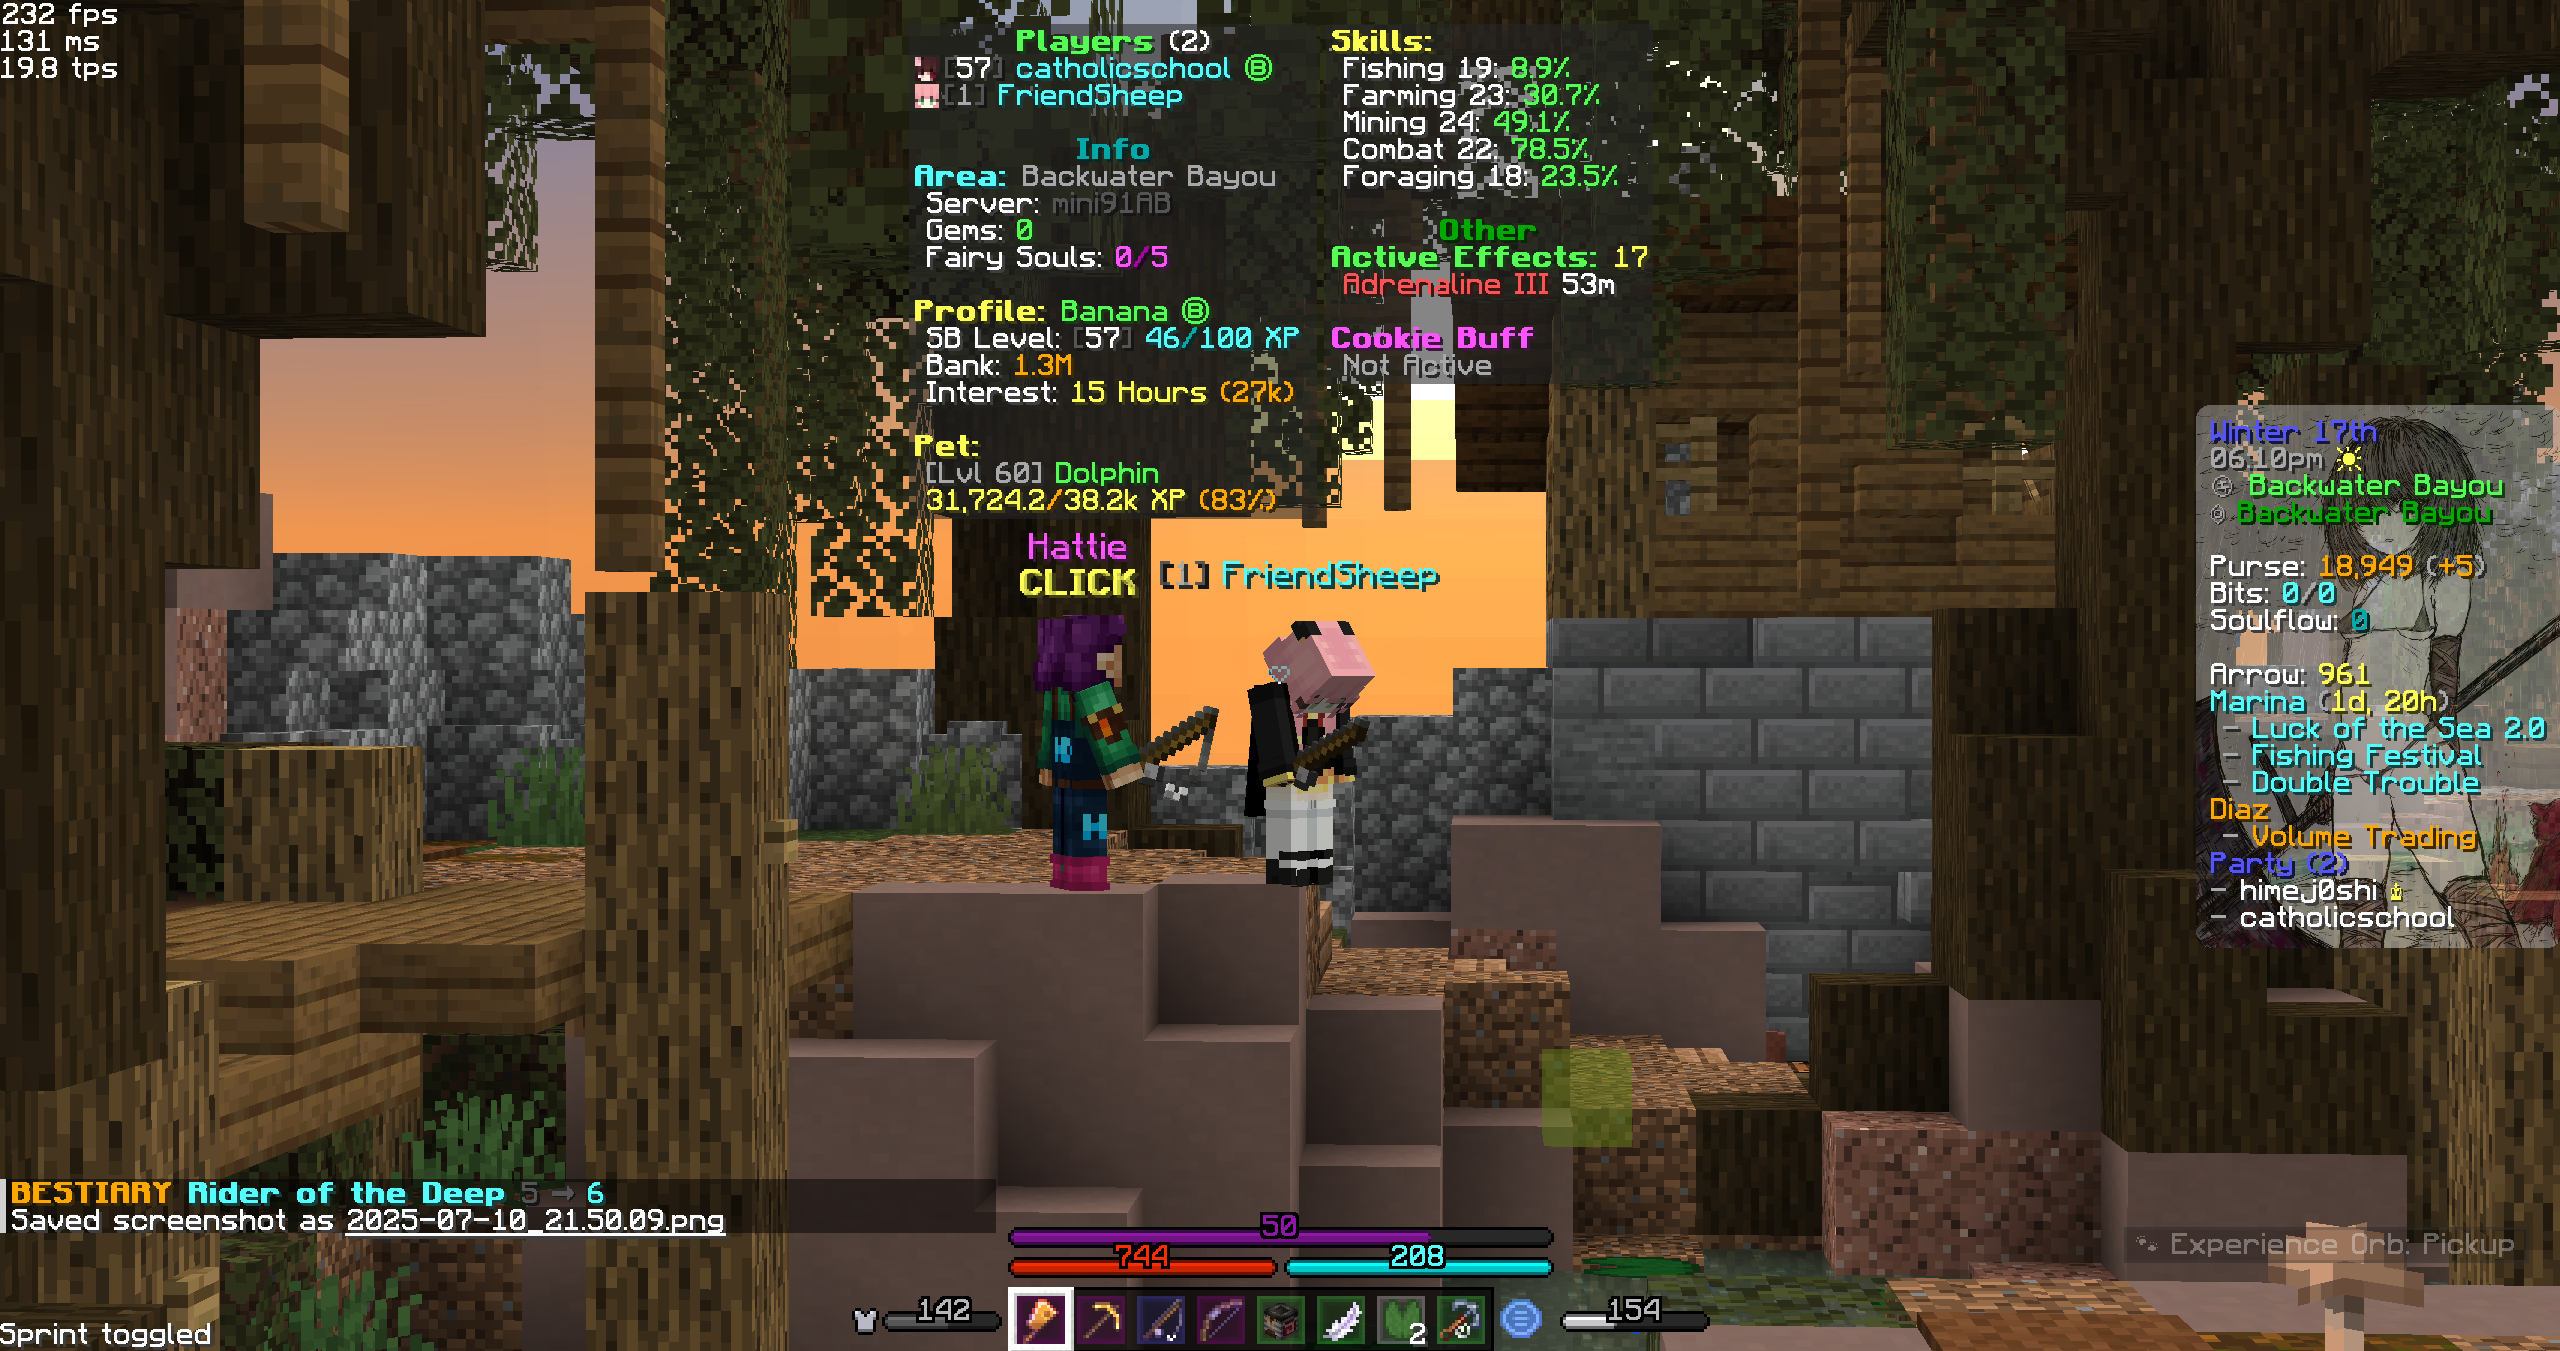 232 fps
131 ms
19.8 tps
Players (2)
[57] catholicschool Ⓑ
[1] FriendSheep
Info
Area: Backwater Bayou
Server: mini91AB
Gems: 0
Fairy Souls: 0/5
Profile: Banana Ⓑ
SB Level: [57] 46/100 XP
Bank: 1.3M
Interest: 15 Hours (27k)
Pet:
[Lvl 60] Dolphin
31,724.2/38.2k XP (83%)
Skills:
Fishing 19: 8.9%
Farming 23: 30.7%
Mining 24: 49.1%
Combat 22: 78.5%
Foraging 18: 23.5%
Other
Active Effects: 17
Adrenaline III 53m
Cookie Buff
Not Active
Hattie
CLICK
[1] FriendSheep
Winter 17th
06:10pm ☀
Backwater Bayou
Backwater Bayou
Purse: 18,949 (+5)
Bits: 0/0
Soulflow: 0
Arrow: 961
Marina (1d, 20h)
– Luck of the Sea 2.0
– Fishing Festival
– Double Trouble
Diaz
– Volume Trading
Party (2)
– himej0shi
– catholicschool
H
BESTIARY Rider of the Deep 5 → 6
Saved screenshot as 2025-07-10_21.50.09.png
Sprint toggled
50
744
208
142
2
154
Experience Orb: Pickup